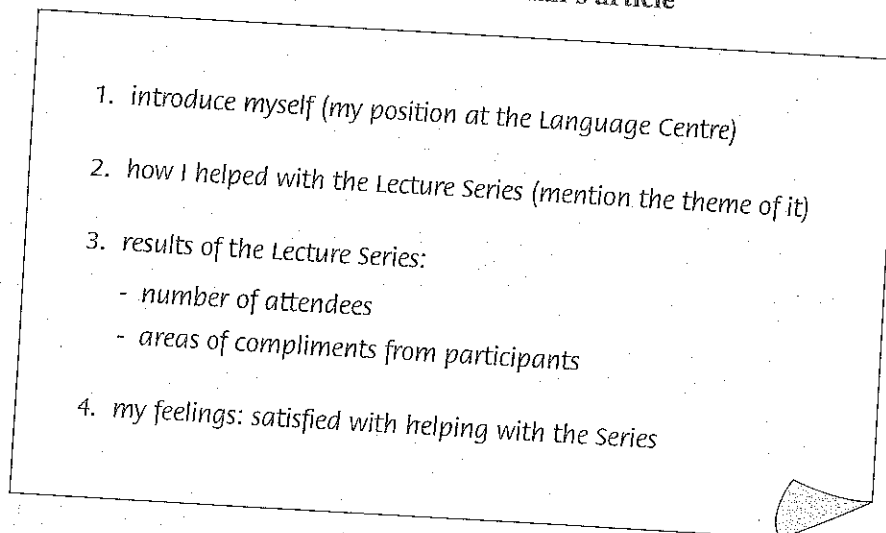 article
1. introduce myself (my position at the Language Centre)
2. how I helped with the Lecture Series (mention the theme of it)
3. results of the Lecture Series:
- number of attendees
- areas of compliments from participants
4. my feelings: satisfied with helping with the Series